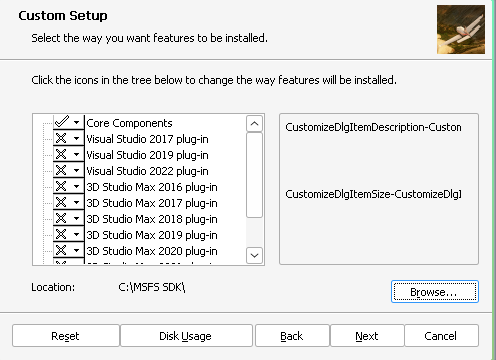 Custom Setup
Select the way you want features to be installed.
Click the icons in the tree below to change the way features will be installed.
Core Components
Visual Studio 2017 plug-in
Visual Studio 2019 plug-in
Visual Studio 2022 plug-in
3D Studio Max 2016 plug-in
3D Studio Max 2017 plug-in
3D Studio Max 2018 plug-in
3D Studio Max 2019 plug-in
3D Studio Max 2020 plug-in
CustomizeDlgItemDescription-Custon
CustomizeDlgItemSize-CustomizeDlgI
Location: C:\MSFS SDK\
Browse...
Reset Disk Usage Back Next Cancel